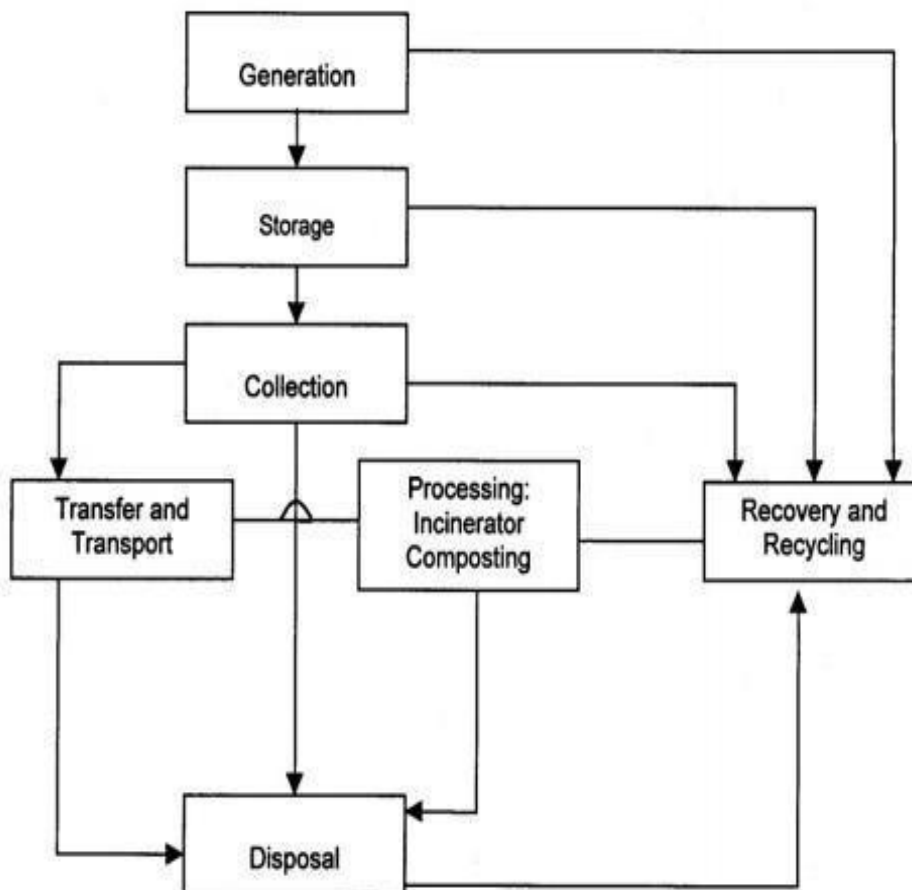 Generation
Storage
Collection
Transfer and
Transport
Processing:
Incinerator
Composting
Recovery and
Recycling
Disposal